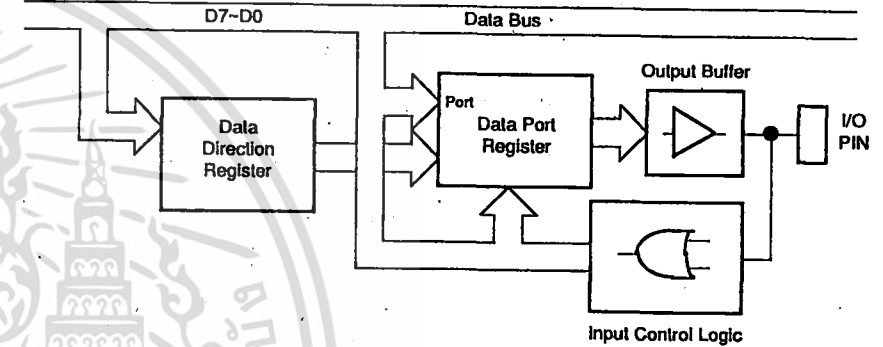 D7~D0
Data Bus
Output Buffer
Port
Data Port
Register
I/O
PIN
Data
Direction
Register
Input Control Logic